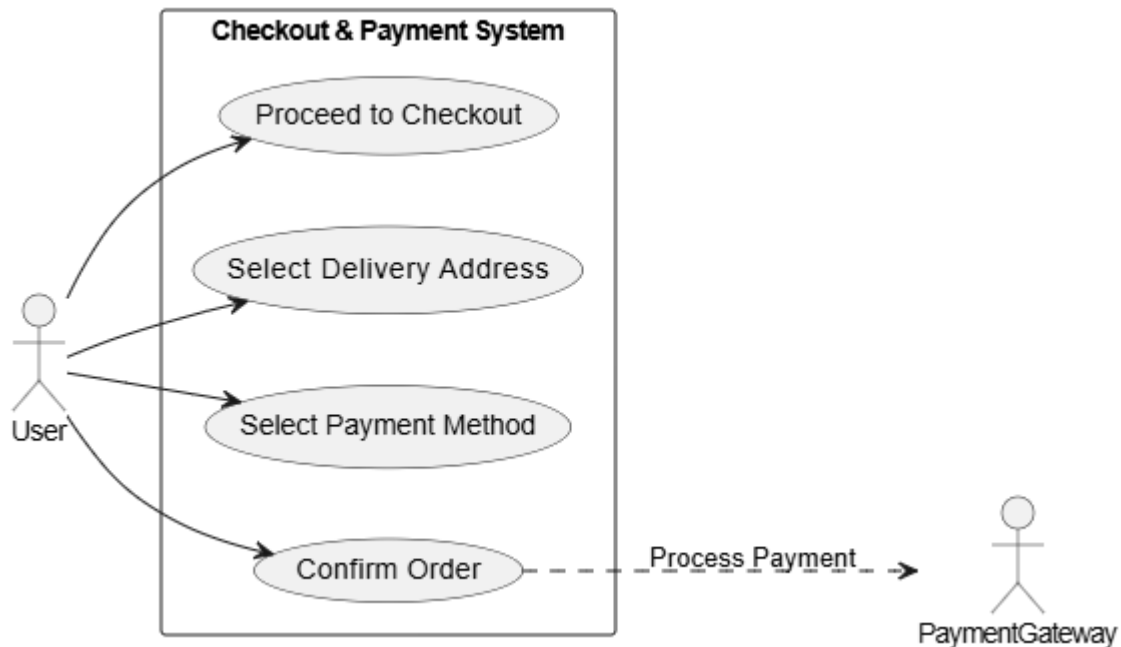 Checkout & Payment System
Proceed to Checkout
Select Delivery Address
Select Payment Method
User
Confirm Order
Process Payment
PaymentGateway